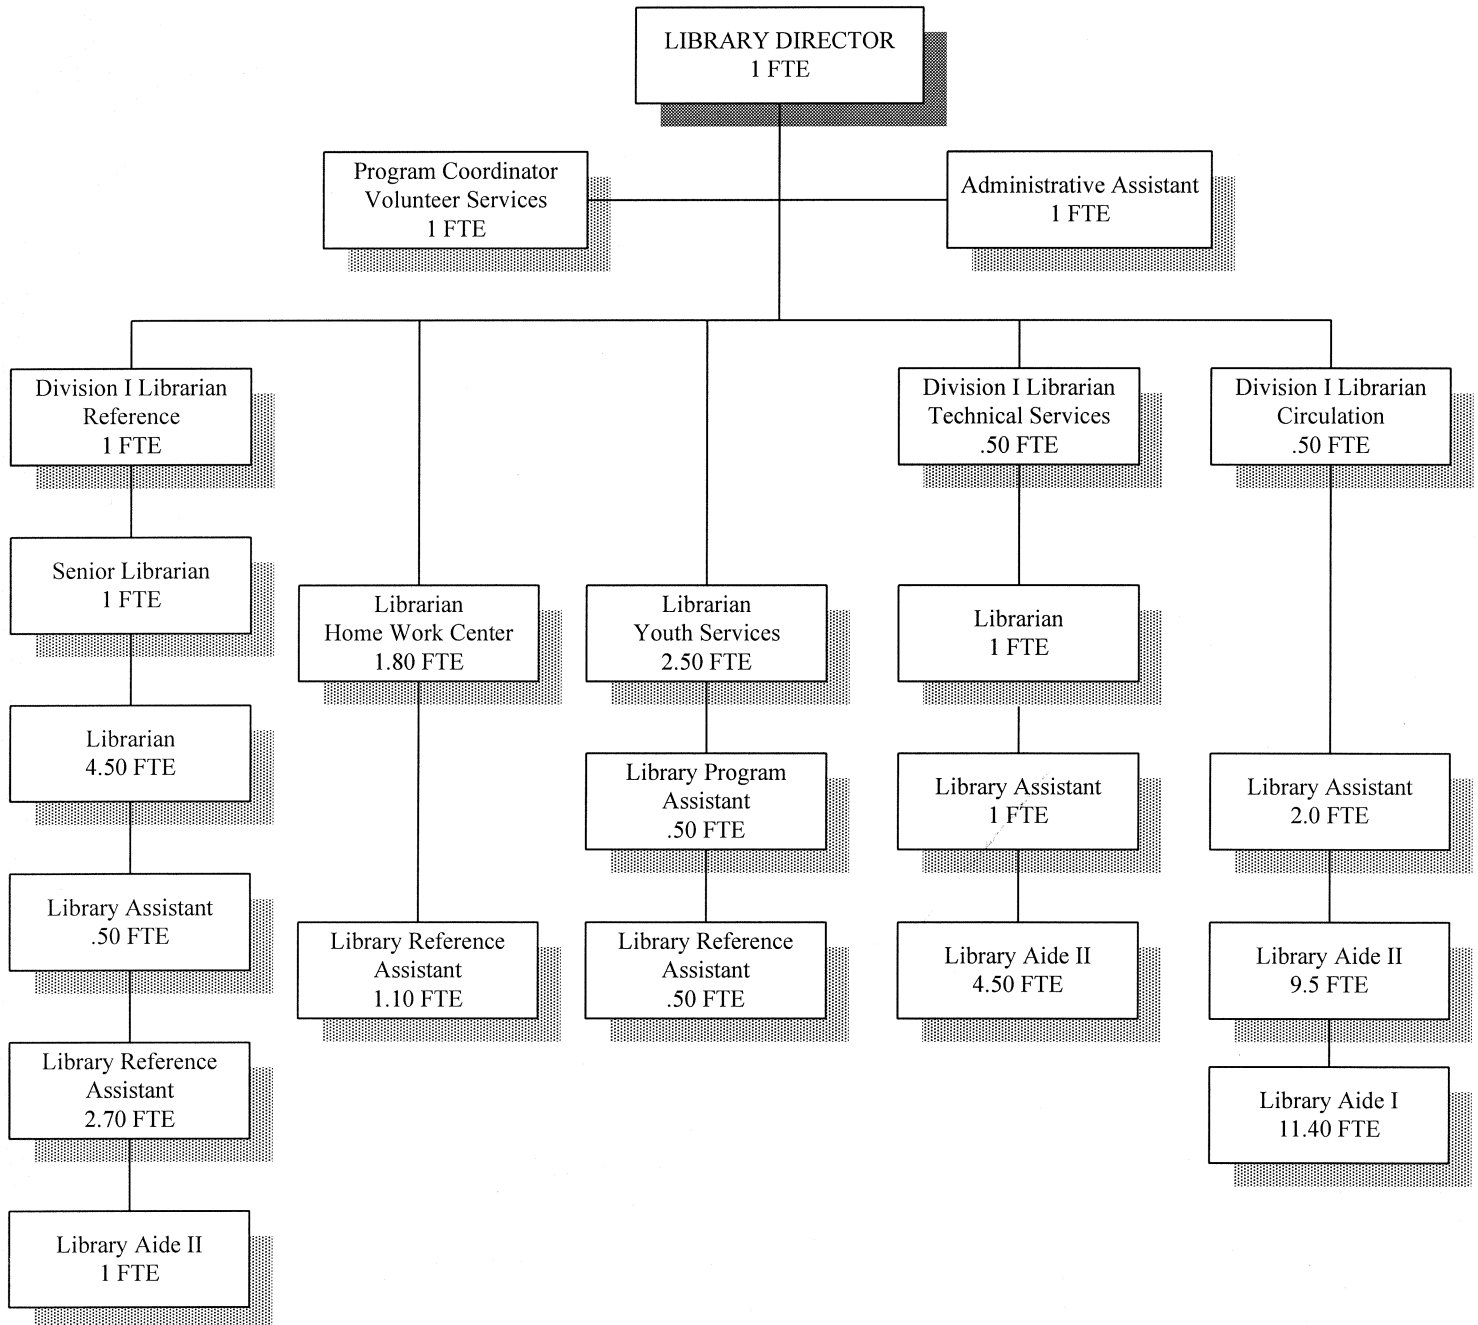 LIBRARY DIRECTOR
1 FTE
Program Coordinator
Volunteer Services
1 FTE
Administrative Assistant
1 FTE
Division I Librarian
Reference
1 FTE
Senior Librarian
1 FTE
Librarian
4.50 FTE
Library Assistant
.50 FTE
Library Reference
Assistant
2.70 FTE
Library Aide II
1 FTE
Librarian
Home Work Center
1.80 FTE
Library Reference
Assistant
1.10 FTE
Librarian
Youth Services
2.50 FTE
Library Program
Assistant
.50 FTE
Library Reference
Assistant
.50 FTE
Division I Librarian
Technical Services
.50 FTE
Librarian
1 FTE
Library Assistant
1 FTE
Library Aide II
4.50 FTE
Division I Librarian
Circulation
.50 FTE
Library Assistant
2.0 FTE
Library Aide II
9.5 FTE
Library Aide I
11.40 FTE